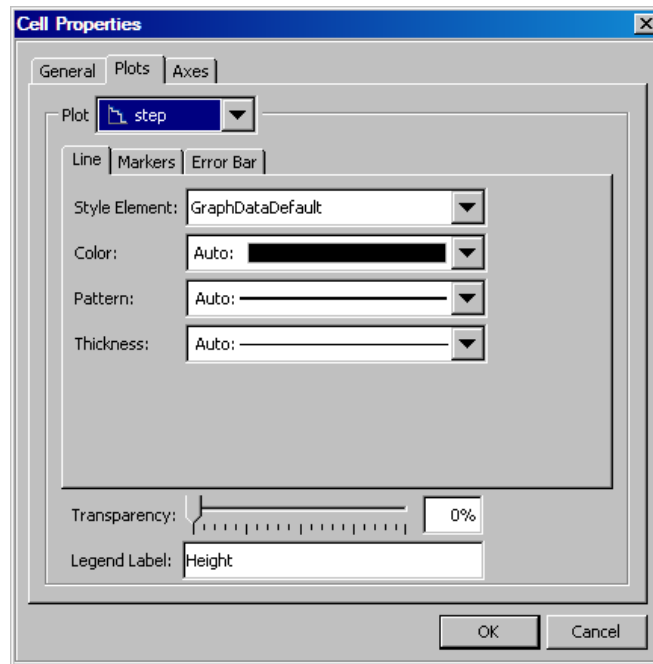 Cell Properties
General Plots Axes
Plot step
Line Markers Error Bar
Style Element: GraphDataDefault
Color: Auto:
Pattern: Auto:
Thickness: Auto:
Transparency: 0%
Legend Label: Height
OK Cancel